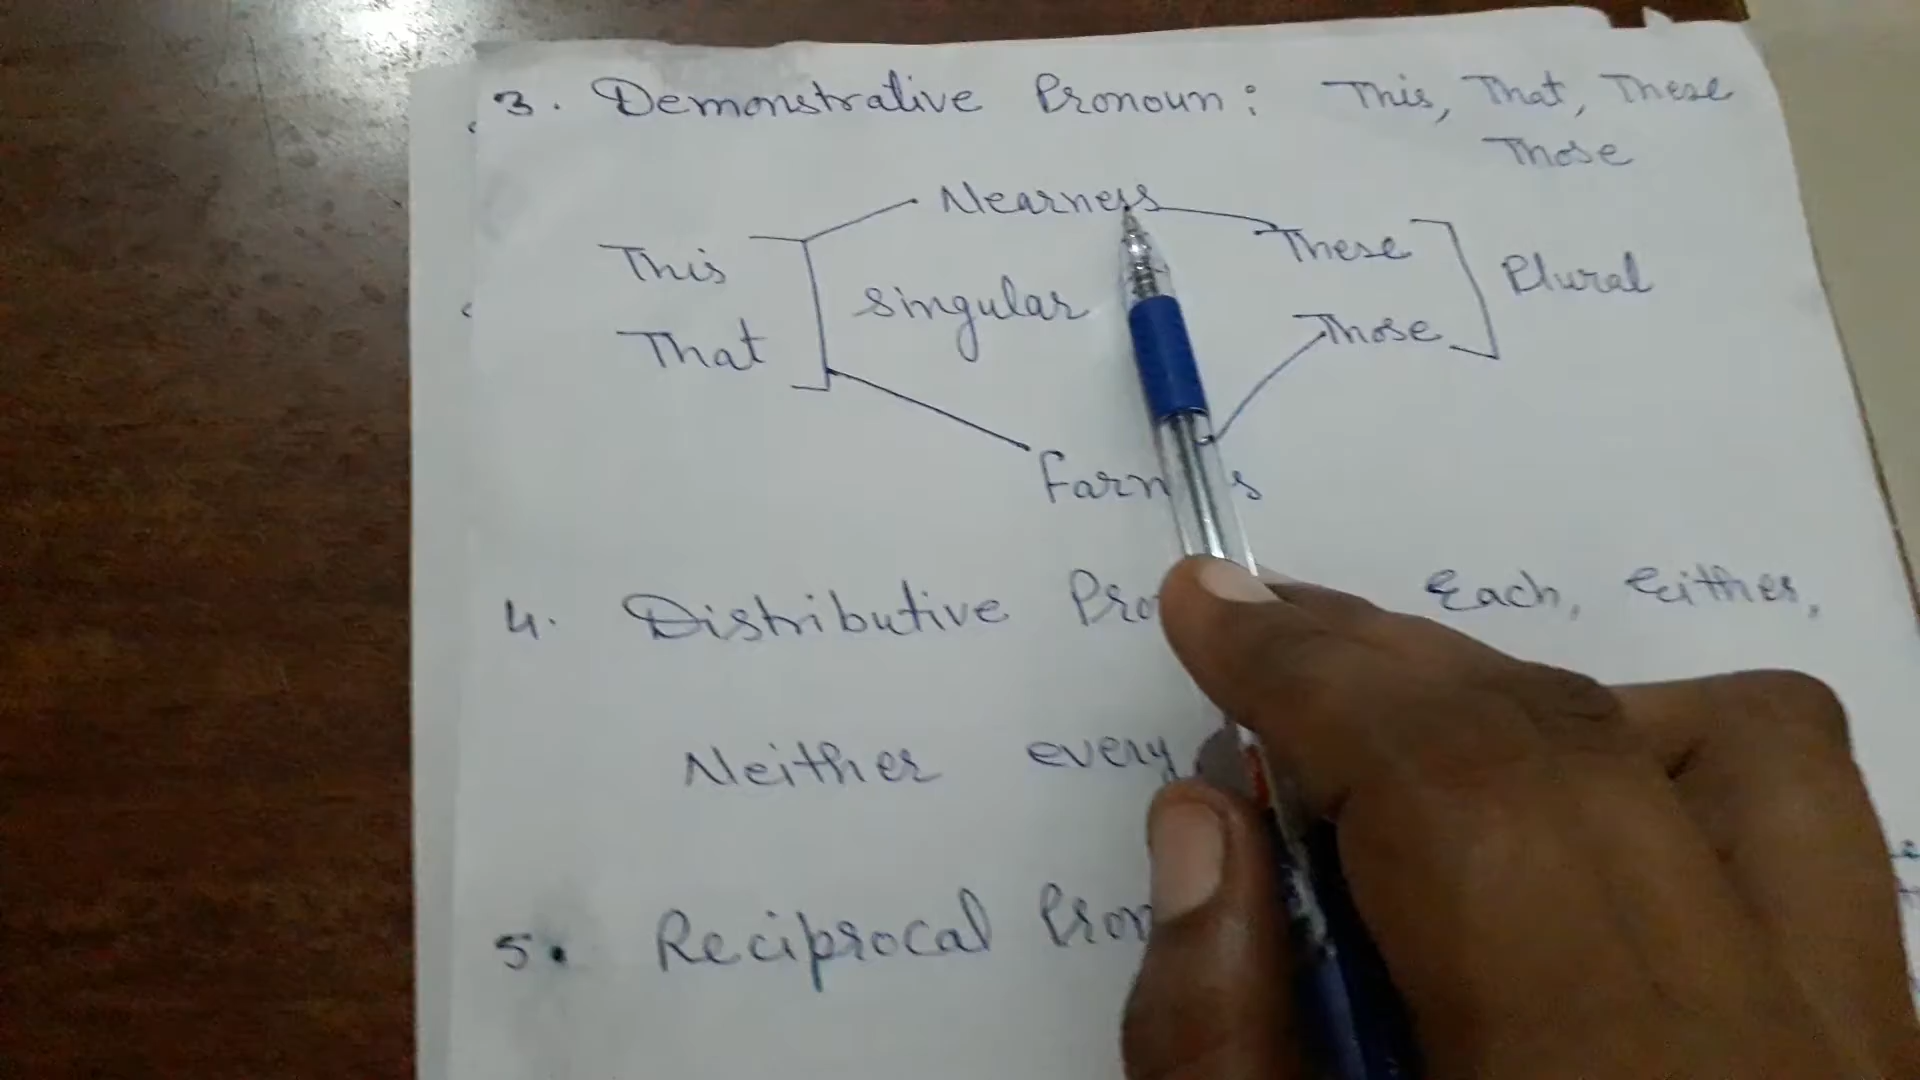 3. Demonstrative Pronoun: This, That, These
Those
Nearness
This These
singular Plural
That Those
4. Distributive Each, Either,
Neither every
5. Reciprocal